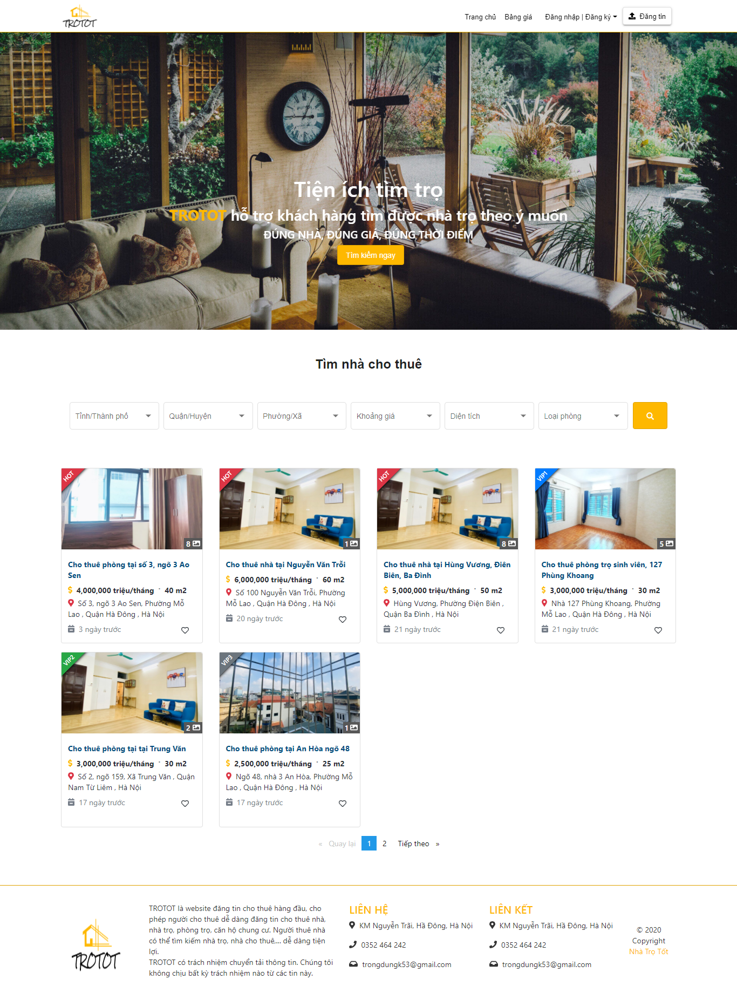 TROTOT
Trang chủ
Bảng giá
Đăng nhập | Đăng ký
Đăng tin
Tiện ích tìm trọ
TROTOT hỗ trợ khách hàng tìm được nhà trọ theo ý muốn
ĐÚNG NHÀ, ĐÚNG GIÁ, ĐÚNG THỜI ĐIỂM
Tìm kiếm ngay
Tìm nhà cho thuê
Tỉnh/Thành phố
Quận/Huyện
Phường/Xã
Khoảng giá
Diện tích
Loại phòng
HOT
8
Cho thuê phòng tại số 3, ngõ 3 Ao
Sen
4,000,000 triệu/tháng · 40 m2
Số 3, ngõ 3 Ao Sen, Phường Mỗ
Lao , Quận Hà Đông , Hà Nội
3 ngày trước
HOT
1
Cho thuê nhà tại Nguyễn Văn Trỗi
6,000,000 triệu/tháng · 60 m2
Số 100 Nguyễn Văn Trỗi, Phường
Mỗ Lao , Quận Hà Đông , Hà Nội
20 ngày trước
HOT
8
Cho thuê nhà tại Hùng Vương, Điên
Biên, Ba Đình
5,000,000 triệu/tháng · 50 m2
Hùng Vương, Phường Điện Biên ,
Quận Ba Đình , Hà Nội
21 ngày trước
VIP1
5
Cho thuê phòng trọ sinh viên, 127
Phùng Khoang
3,000,000 triệu/tháng · 30 m2
Nhà 127 Phùng Khoang, Phường
Mỗ Lao , Quận Hà Đông , Hà Nội
21 ngày trước
VIP2
2
Cho thuê phòng tại tại Trung Văn
3,000,000 triệu/tháng · 30 m2
Số 2, ngõ 159, Xã Trung Văn , Quận
Nam Từ Liêm , Hà Nội
17 ngày trước
VIP3
1
Cho thuê phòng tại An Hòa ngõ 48
2,500,000 triệu/tháng · 25 m2
Ngõ 48, nhà 3 An Hòa, Phường Mỗ
Lao , Quận Hà Đông , Hà Nội
17 ngày trước
« Quay lại 1 2 Tiếp theo »
TROTOT
TROTOT là website đăng tin cho thuê hàng đầu, cho
phép người cho thuê dễ dàng đăng tin cho thuê nhà,
nhà trọ, phòng trọ, căn hộ chung cư. Người thuê nhà
có thể tìm kiếm nhà trọ, nhà cho thuê,... dễ dàng tiện
lợi.
TROTOT có trách nhiệm chuyển tải thông tin. Chúng tôi
không chịu bất kỳ trách nhiệm nào từ các tin này.
LIÊN HỆ
KM Nguyễn Trãi, Hầ Đông, Hà Nội
0352 464 242
trongdungk53@gmail.com
LIÊN KẾT
KM Nguyễn Trãi, Hầ Đông, Hà Nội
0352 464 242
trongdungk53@gmail.com
© 2020
Copyright
Nhà Trọ Tốt